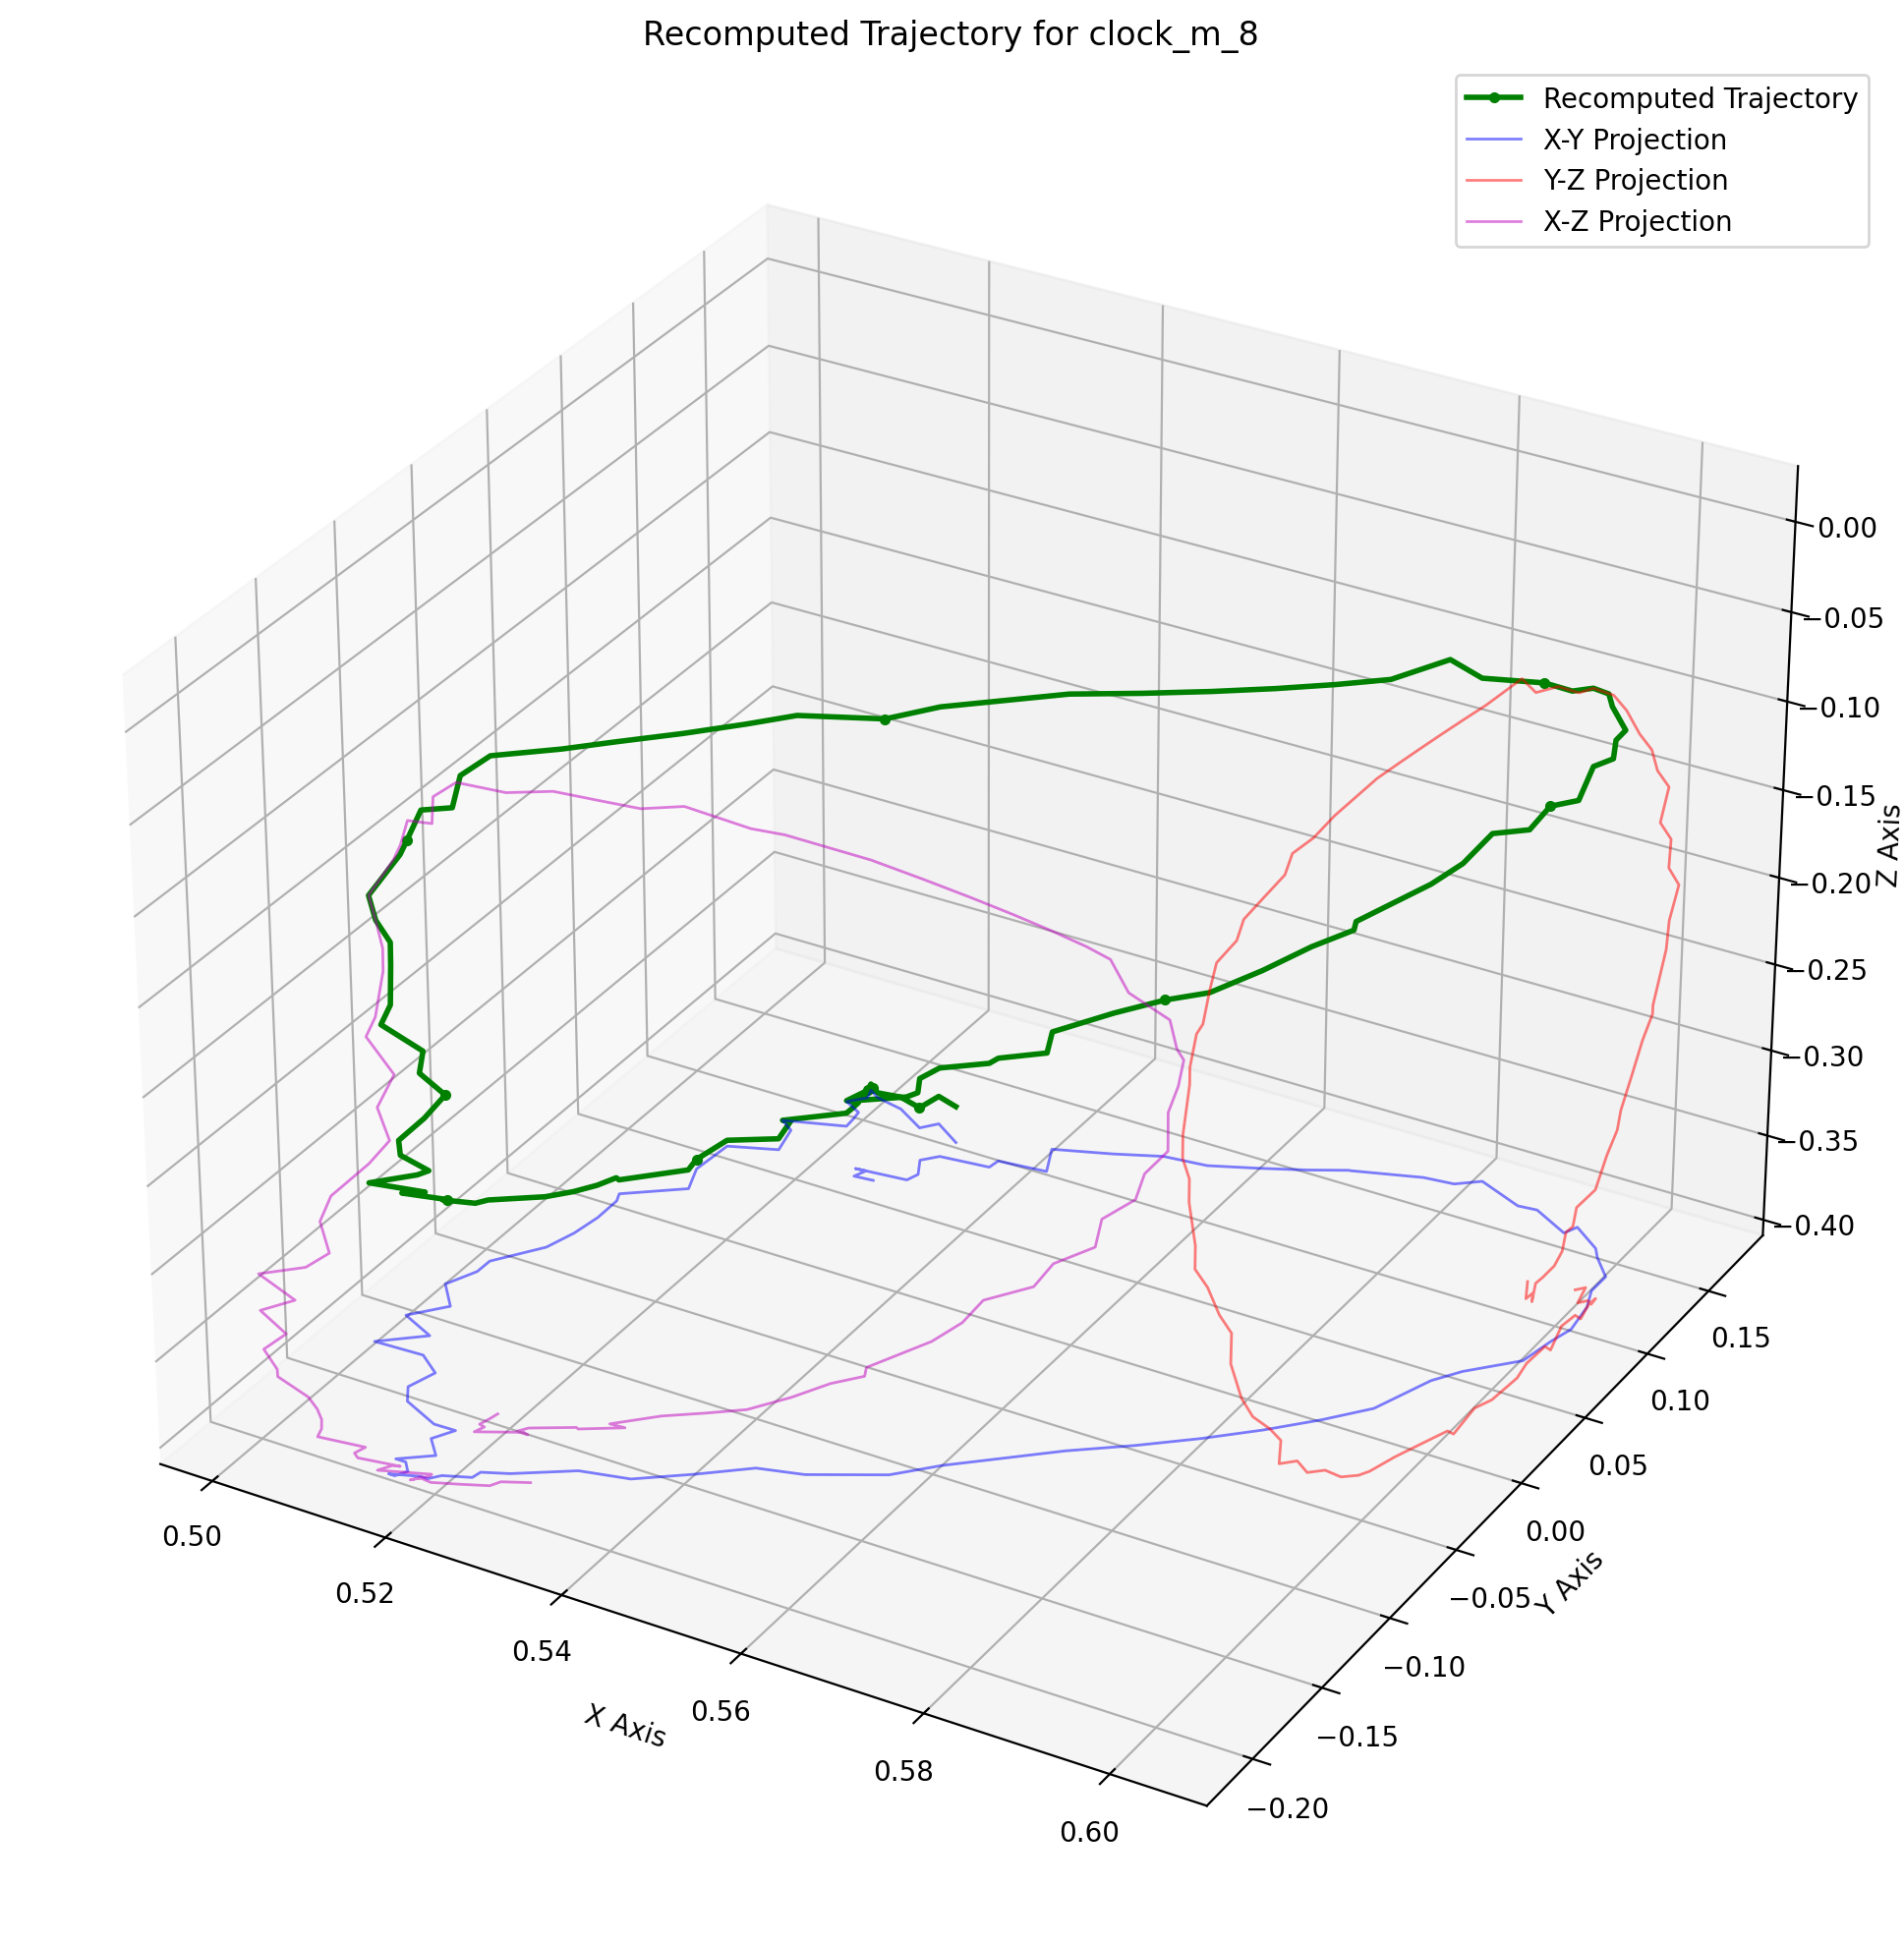 Recomputed Trajectory for clock_m_8
Recomputed Trajectory
X-Y Projection
Y-Z Projection
X-Z Projection
0.00
−0.05
−0.10
−0.15
−0.20
−0.25
−0.30
−0.35
−0.40
Z Axis
0.15
0.10
0.05
0.00
−0.05
−0.10
−0.15
−0.20
Y Axis
0.50
0.52
0.54
0.56
0.58
0.60
X Axis